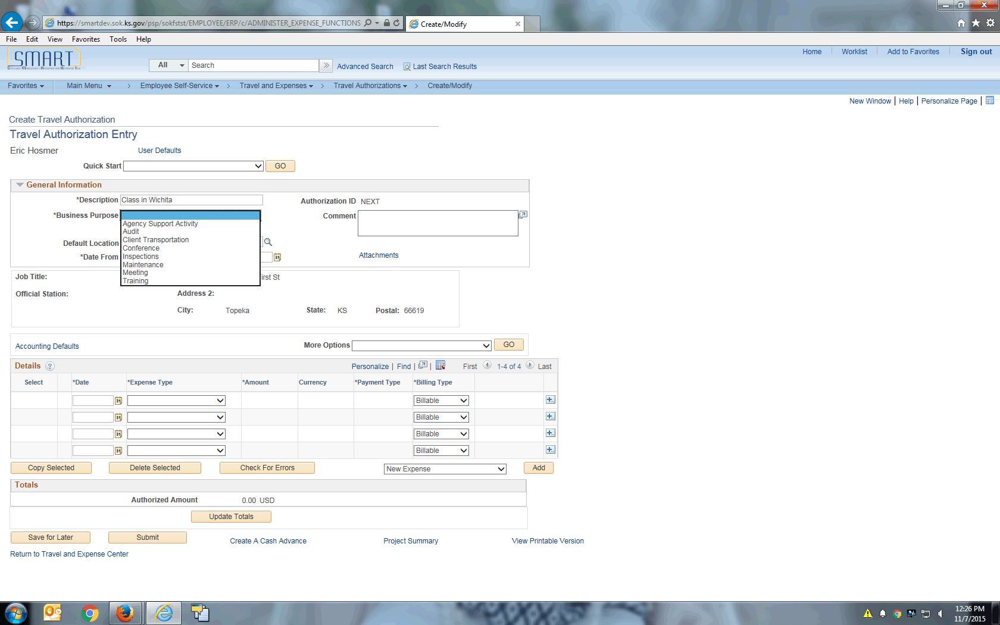 https://smartdev.sok.ks.gov/psp/sokfstst/EMPLOYEE/ERP/c/ADMINISTER_EXPENSE_FUNCTIONS
Create/Modify
File Edit View Favorites Tools Help
SMART
Home Worklist Add to Favorites Sign out
All Search Advanced Search Last Search Results
Favorites Main Menu > Employee Self-Service > Travel and Expenses > Travel Authorizations > Create/Modify
New Window | Help | Personalize Page |
Create Travel Authorization
Travel Authorization Entry
Eric Hosmer User Defaults
Quick Start GO
General Information
*Description Class in Wichita Authorization ID NEXT
*Business Purpose Comment
Agency Support Activity
Audit
Client Transportation
Default Location
Conference
Inspections
*Date From Attachments
Maintenance
Meeting
Training
Job Title: irst St
Official Station: Address 2:
City: Topeka State: KS Postal: 66619
Accounting Defaults More Options GO
Details ? Personalize | Find | | First 1-4 of 4 Last
Select *Date *Expense Type *Amount Currency *Payment Type *Billing Type
31 Billable
31 Billable
31 Billable
31 Billable
Copy Selected Delete Selected Check For Errors New Expense Add
Totals
Authorized Amount 0.00 USD
Update Totals
Save for Later Submit Create A Cash Advance Project Summary View Printable Version
Return to Travel and Expense Center
12:26 PM
11/7/2015